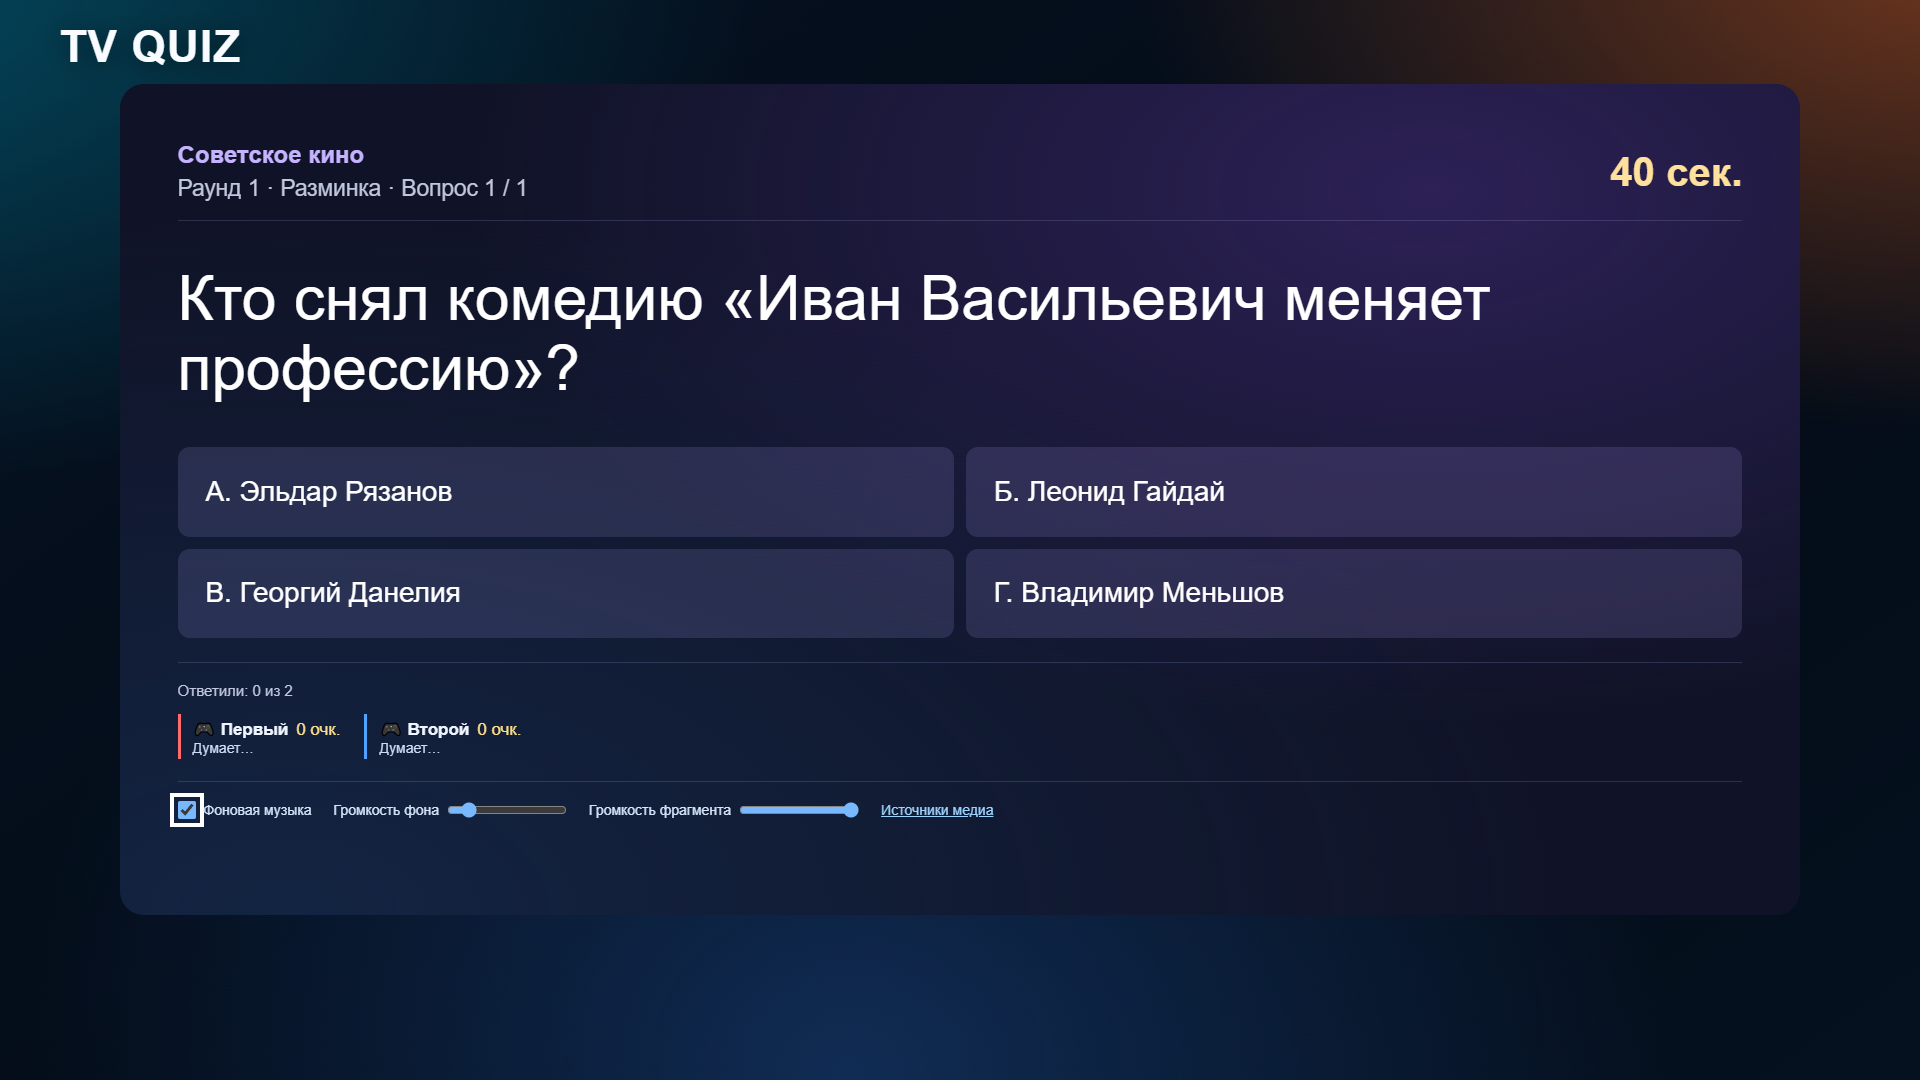 TV QUIZ
Советское кино
Раунд 1 · Разминка · Вопрос 1 / 1
40 сек.
Кто снял комедию «Иван Васильевич меняет
профессию»?
А. Эльдар Рязанов
Б. Леонид Гайдай
В. Георгий Данелия
Г. Владимир Меньшов
Ответили: 0 из 2
Первый 0 очк.
Думает...
Второй 0 очк.
Думает...
Фоновая музыка
Громкость фона
Громкость фрагмента
Источники медиа